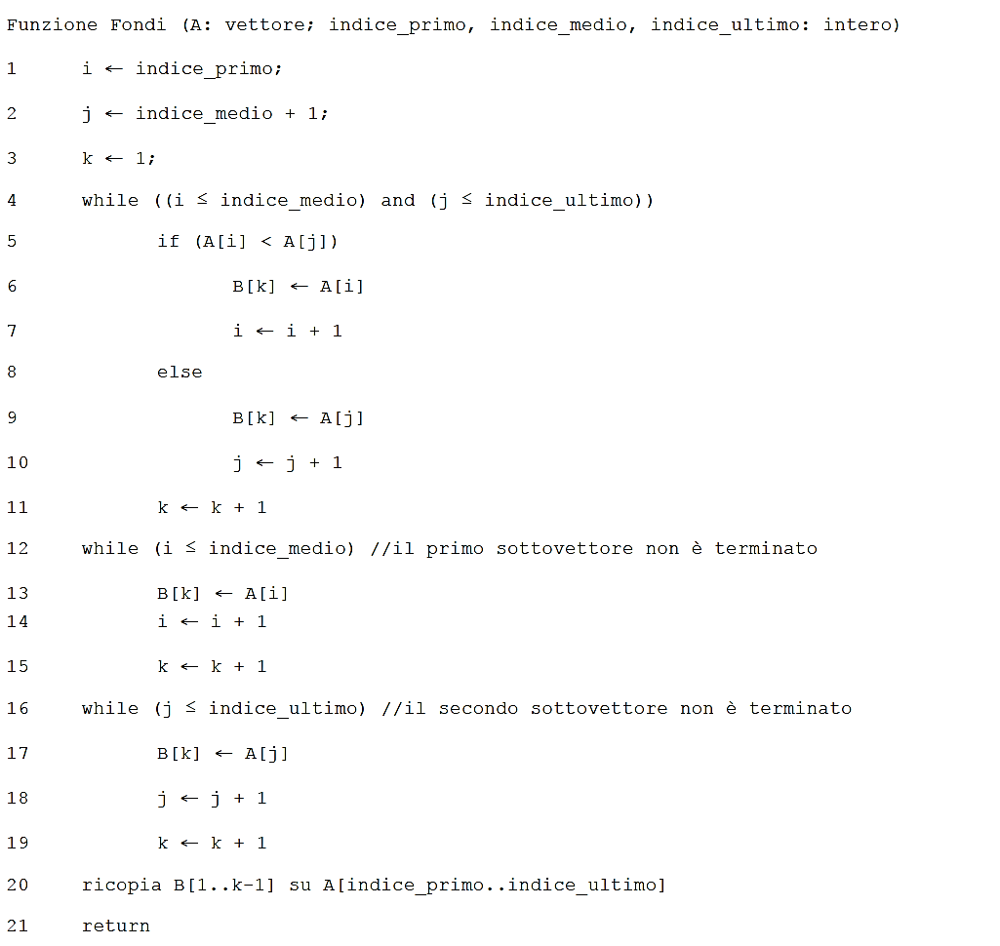 Funzione Fondi (A: vettore; indice_primo, indice_medio, indice_ultimo: intero)
1 i ← indice_primo;
2 j ← indice_medio + 1;
3 k ← 1;
4 while ((i ≤ indice_medio) and (j ≤ indice_ultimo))
5 if (A[i] < A[j])
6 B[k] ← A[i]
7 i ← i + 1
8 else
9 B[k] ← A[j]
10 j ← j + 1
11 k ← k + 1
12 while (i ≤ indice_medio) //il primo sottovettore non è terminato
13 B[k] ← A[i]
14 i ← i + 1
15 k ← k + 1
16 while (j ≤ indice_ultimo) //il secondo sottovettore non è terminato
17 B[k] ← A[j]
18 j ← j + 1
19 k ← k + 1
20 ricopia B[1..k-1] su A[indice_primo..indice_ultimo]
21 return